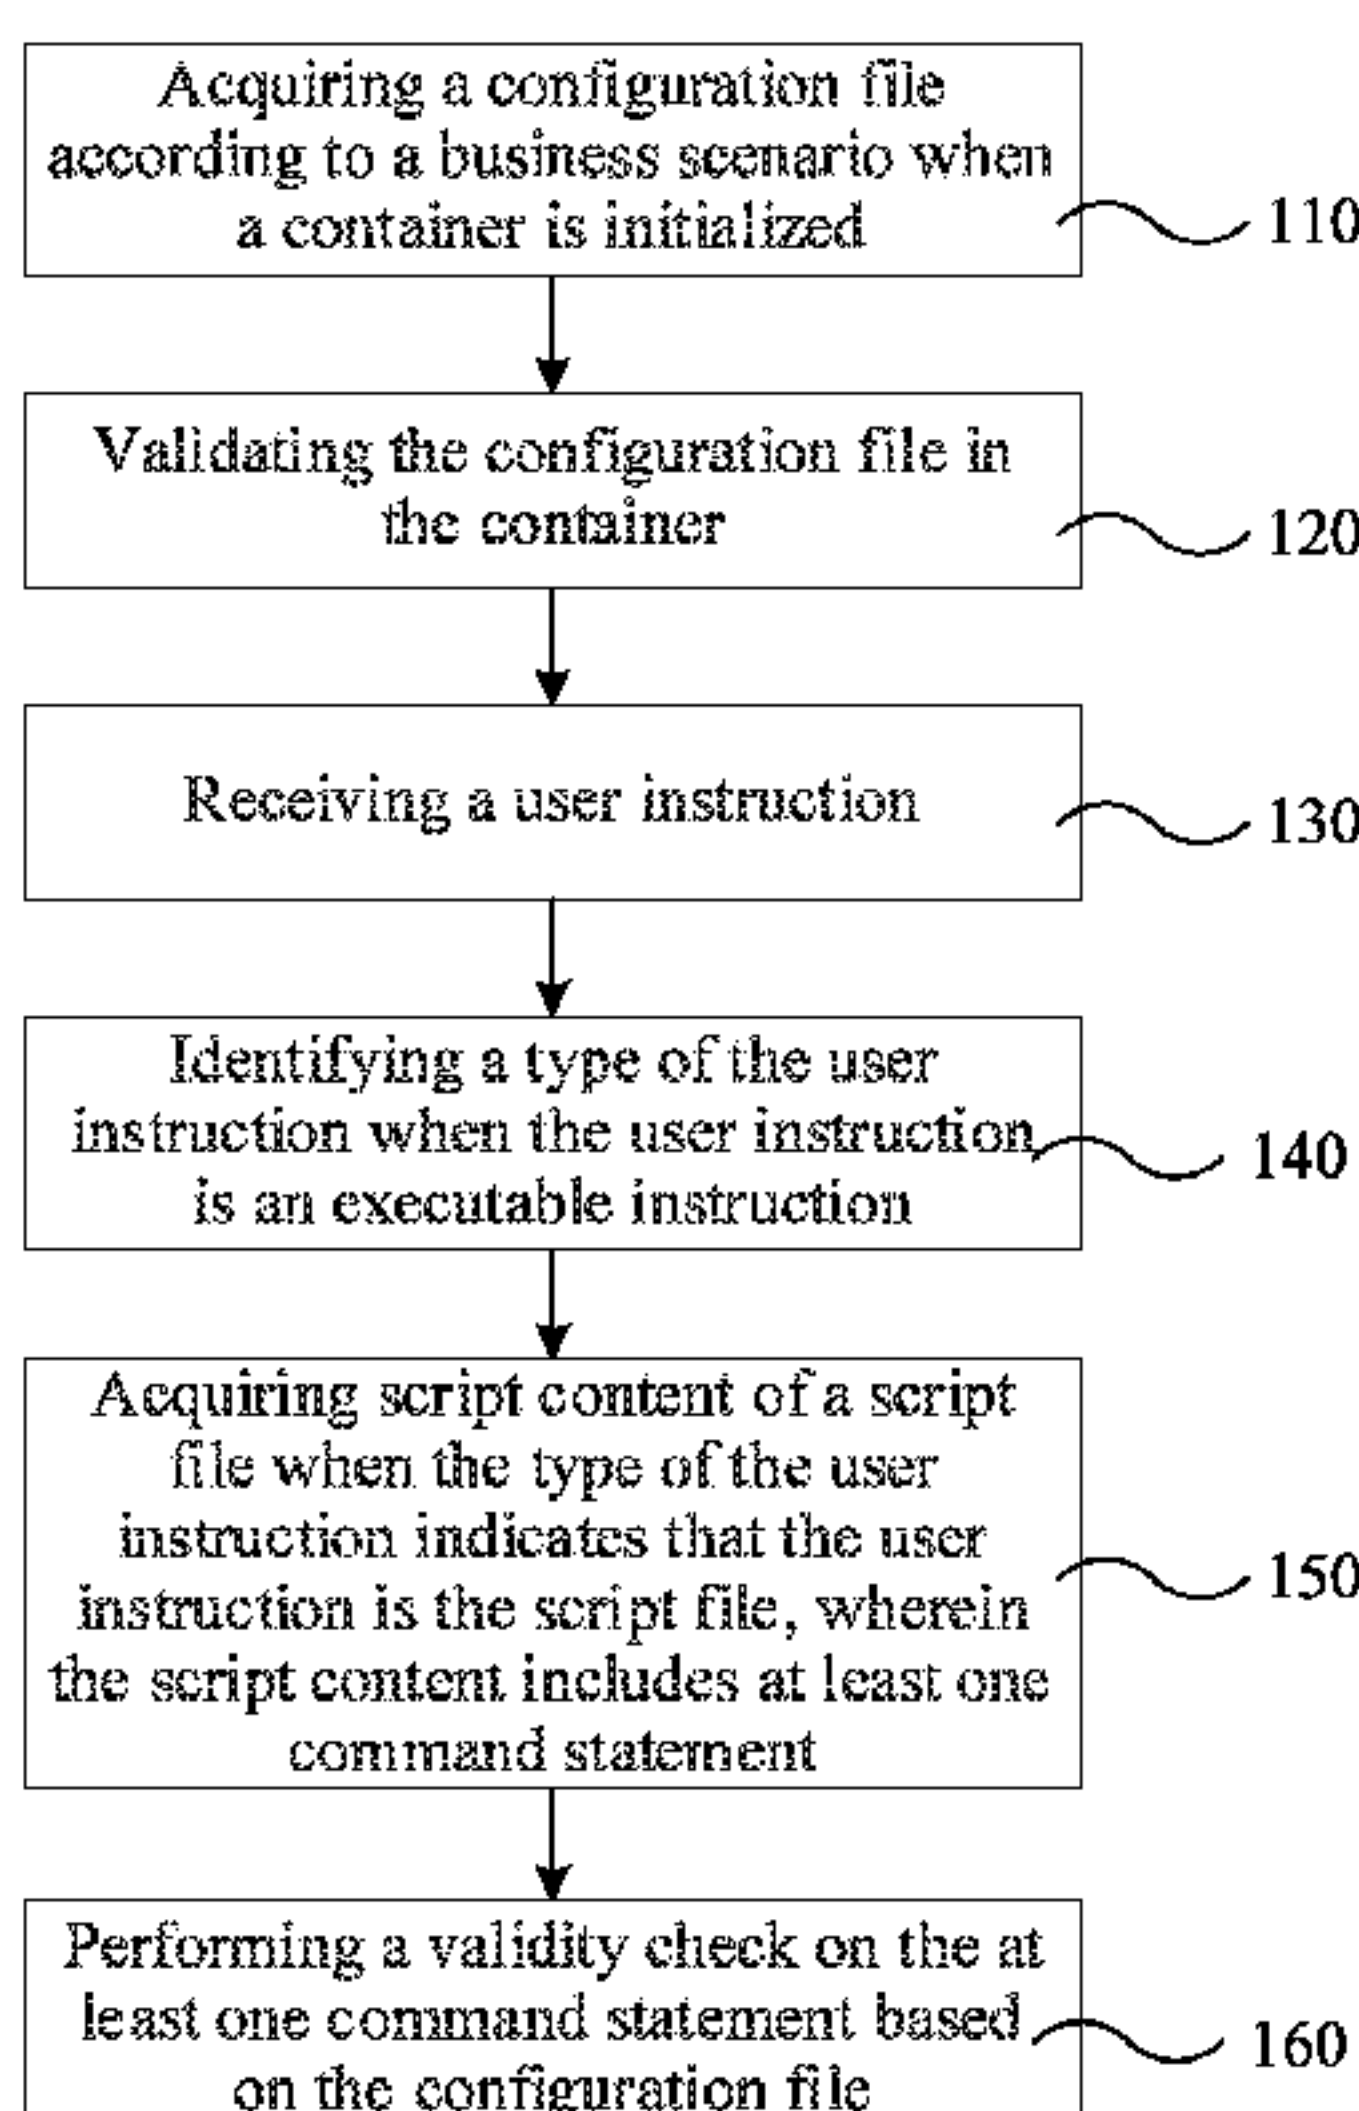 Acquiring a configuration file
according to a business scenario when
a container is initialized
110
Validating the configuration file in
the container
120
Receiving a user instruction
130
Identifying a type of the user
instruction when the user instruction
is an executable instruction
140
Acquiring script content of a script
file when the type of the user
instruction indicates that the user
instruction is the script file, wherein
the script content includes at least one
command statement
150
Performing a validity check on the at
least one command statement based
on the configuration file
160